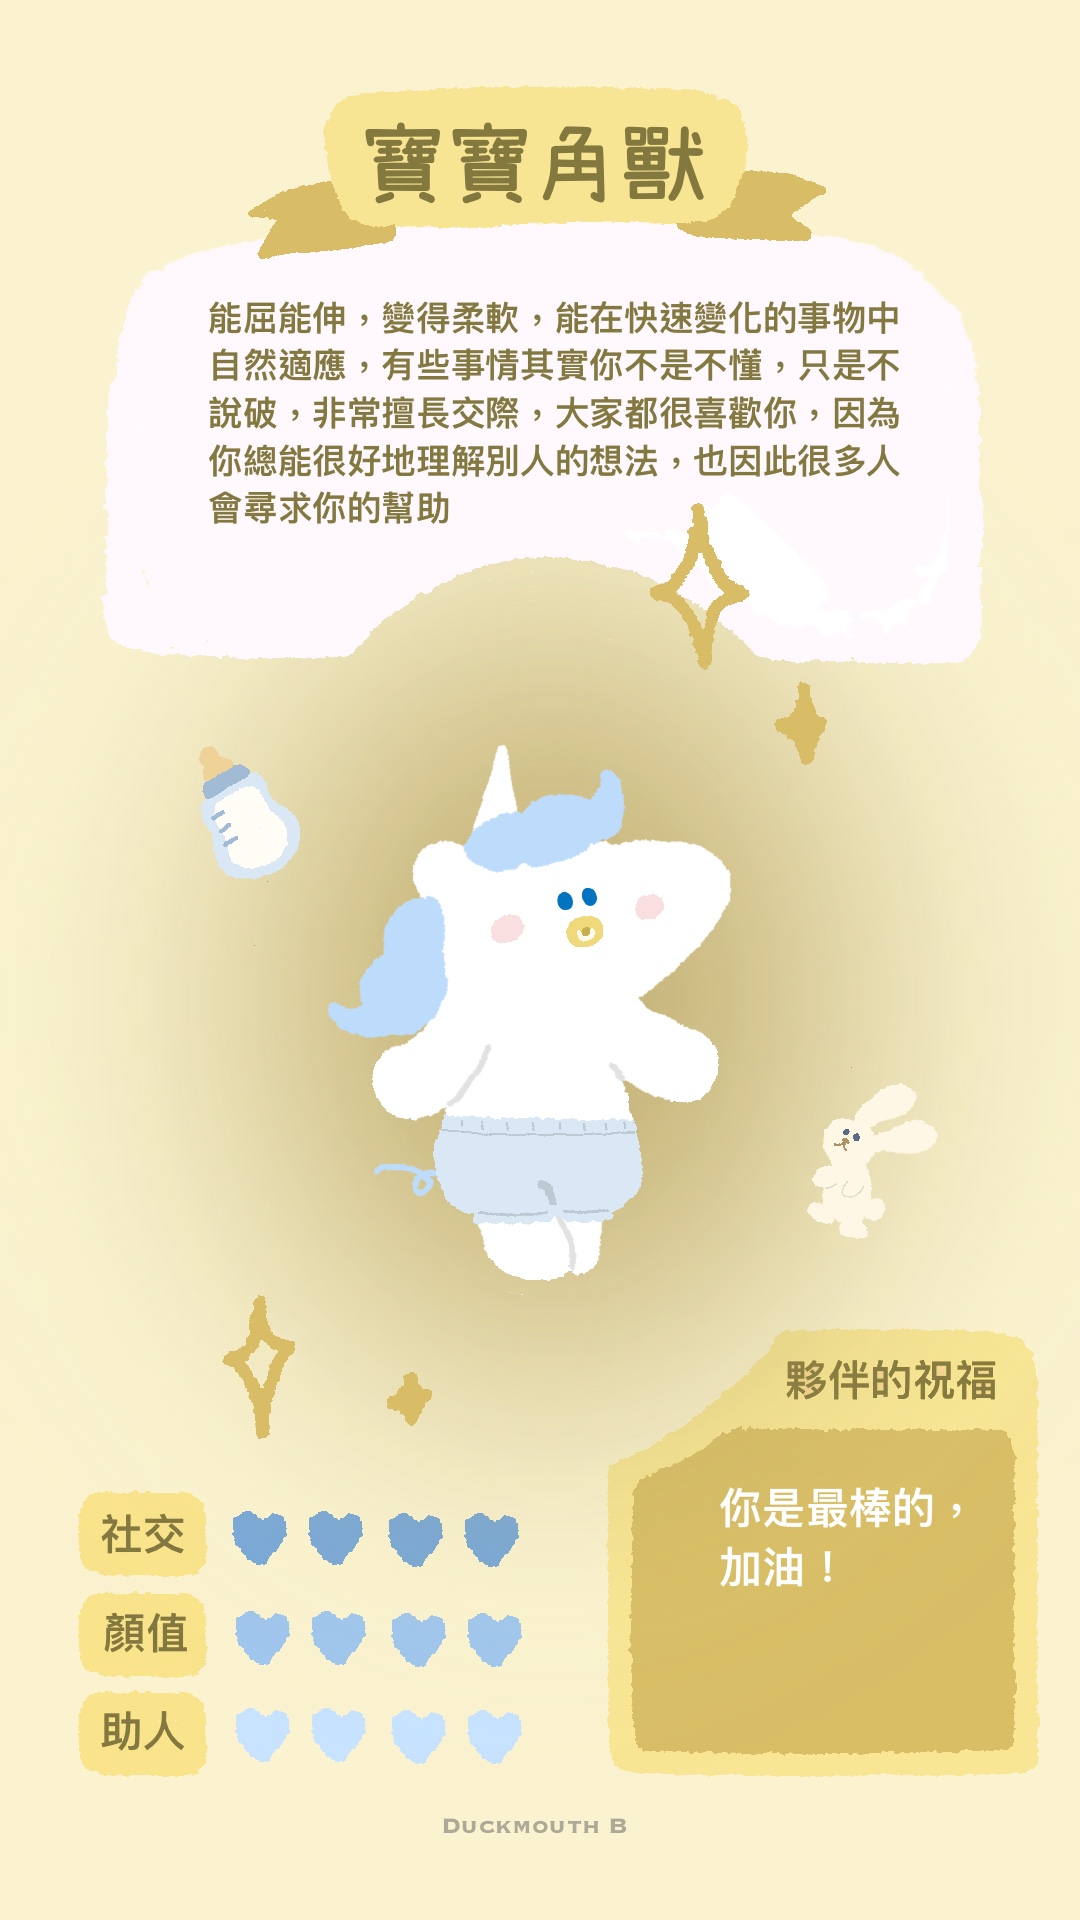 寶寶角獸
能屈能伸，變得柔軟，能在快速變化的事物中
自然適應，有些事情其實你不是不懂，只是不
說破，非常擅長交際，大家都很喜歡你，因為
你總能很好地理解別人的想法，也因此很多人
會尋求你的幫助
夥伴的祝福
你是最棒的，
加油！
社交
顏值
助人
DUCKMOUTH B